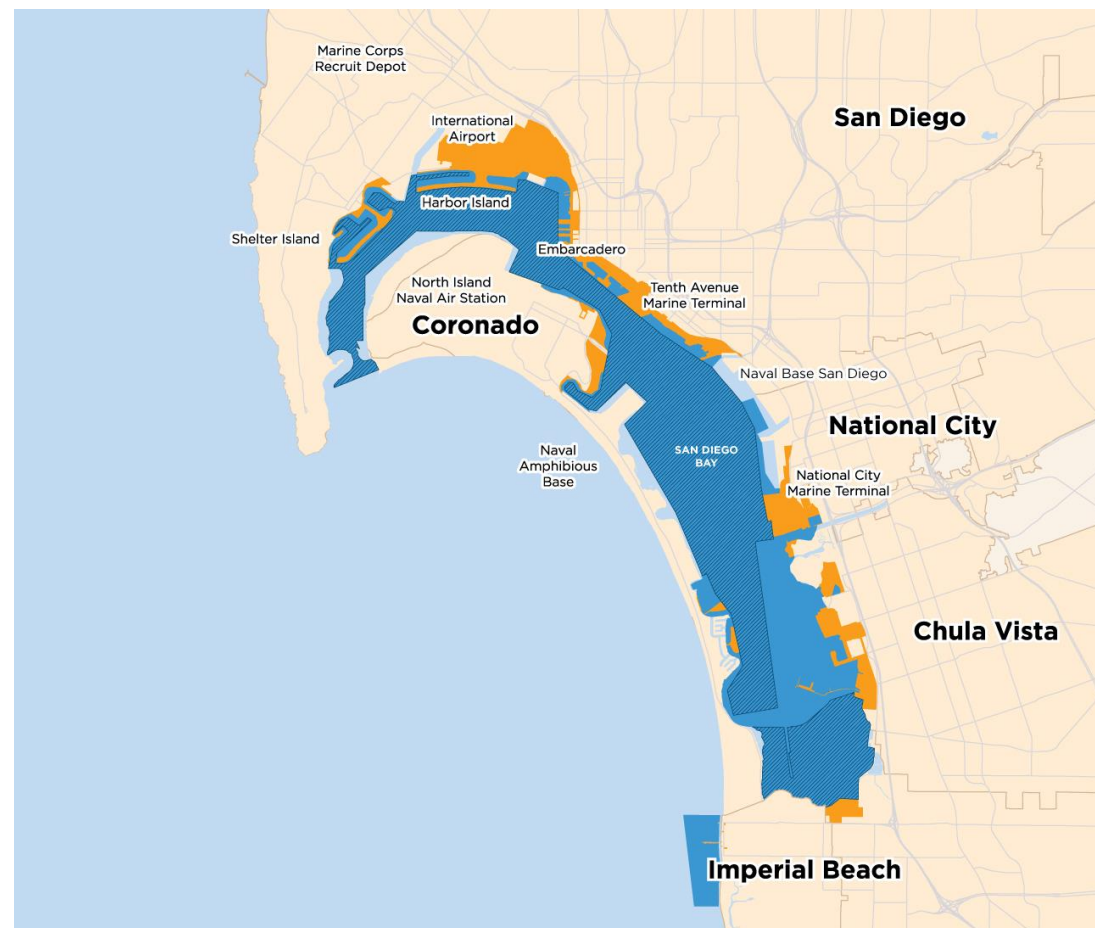 Marine Corps
Recruit Depot
San Diego
International
Airport
Harbor Island
Shelter Island
Embarcadero
North Island
Naval Air Station
Tenth Avenue
Marine Terminal
Coronado
Naval Base San Diego
National City
Naval
Amphibious
Base
SAN DIEGO
BAY
National City
Marine Terminal
Chula Vista
Imperial Beach